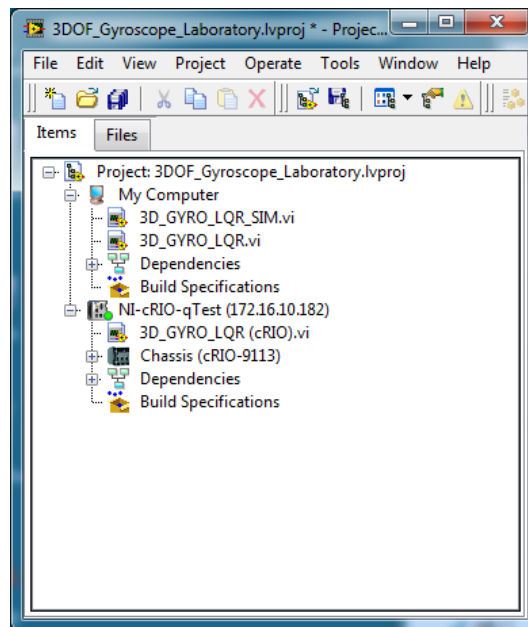 3DOF_Gyroscope_Laboratory.lvproj * - Projec...
File Edit View Project Operate Tools Window Help
Items Files
Project: 3DOF_Gyroscope_Laboratory.lvproj
My Computer
3D_GYRO_LQR_SIM.vi
3D_GYRO_LQR.vi
Dependencies
Build Specifications
NI-cRIO-qTest (172.16.10.182)
3D_GYRO_LQR (cRIO).vi
Chassis (cRIO-9113)
Dependencies
Build Specifications